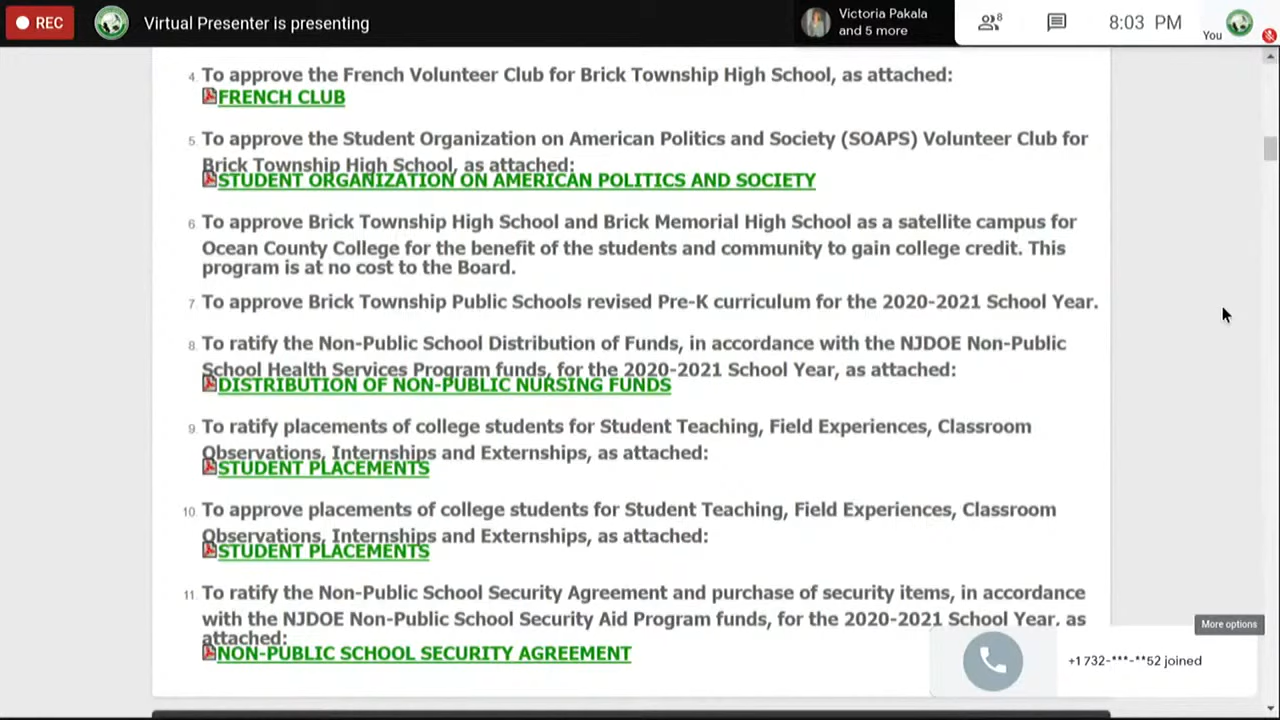 REC
Virtual Presenter is presenting
Victoria Pakala
and 5 more
8
8:03 PM
You
4. To approve the French Volunteer Club for Brick Township High School, as attached:
FRENCH CLUB
5. To approve the Student Organization on American Politics and Society (SOAPS) Volunteer Club for
Brick Township High School, as attached:
STUDENT ORGANIZATION ON AMERICAN POLITICS AND SOCIETY
6. To approve Brick Township High School and Brick Memorial High School as a satellite campus for
Ocean County College for the benefit of the students and community to gain college credit. This
program is at no cost to the Board.
7. To approve Brick Township Public Schools revised Pre-K curriculum for the 2020-2021 School Year.
8. To ratify the Non-Public School Distribution of Funds, in accordance with the NJDOE Non-Public
School Health Services Program funds, for the 2020-2021 School Year, as attached:
DISTRIBUTION OF NON-PUBLIC NURSING FUNDS
9. To ratify placements of college students for Student Teaching, Field Experiences, Classroom
Observations, Internships and Externships, as attached:
STUDENT PLACEMENTS
10. To approve placements of college students for Student Teaching, Field Experiences, Classroom
Observations, Internships and Externships, as attached:
STUDENT PLACEMENTS
11. To ratify the Non-Public School Security Agreement and purchase of security items, in accordance
with the NJDOE Non-Public School Security Aid Program funds, for the 2020-2021 School Year, as
attached:
NON-PUBLIC SCHOOL SECURITY AGREEMENT
More options
+1 732-***-**52 joined